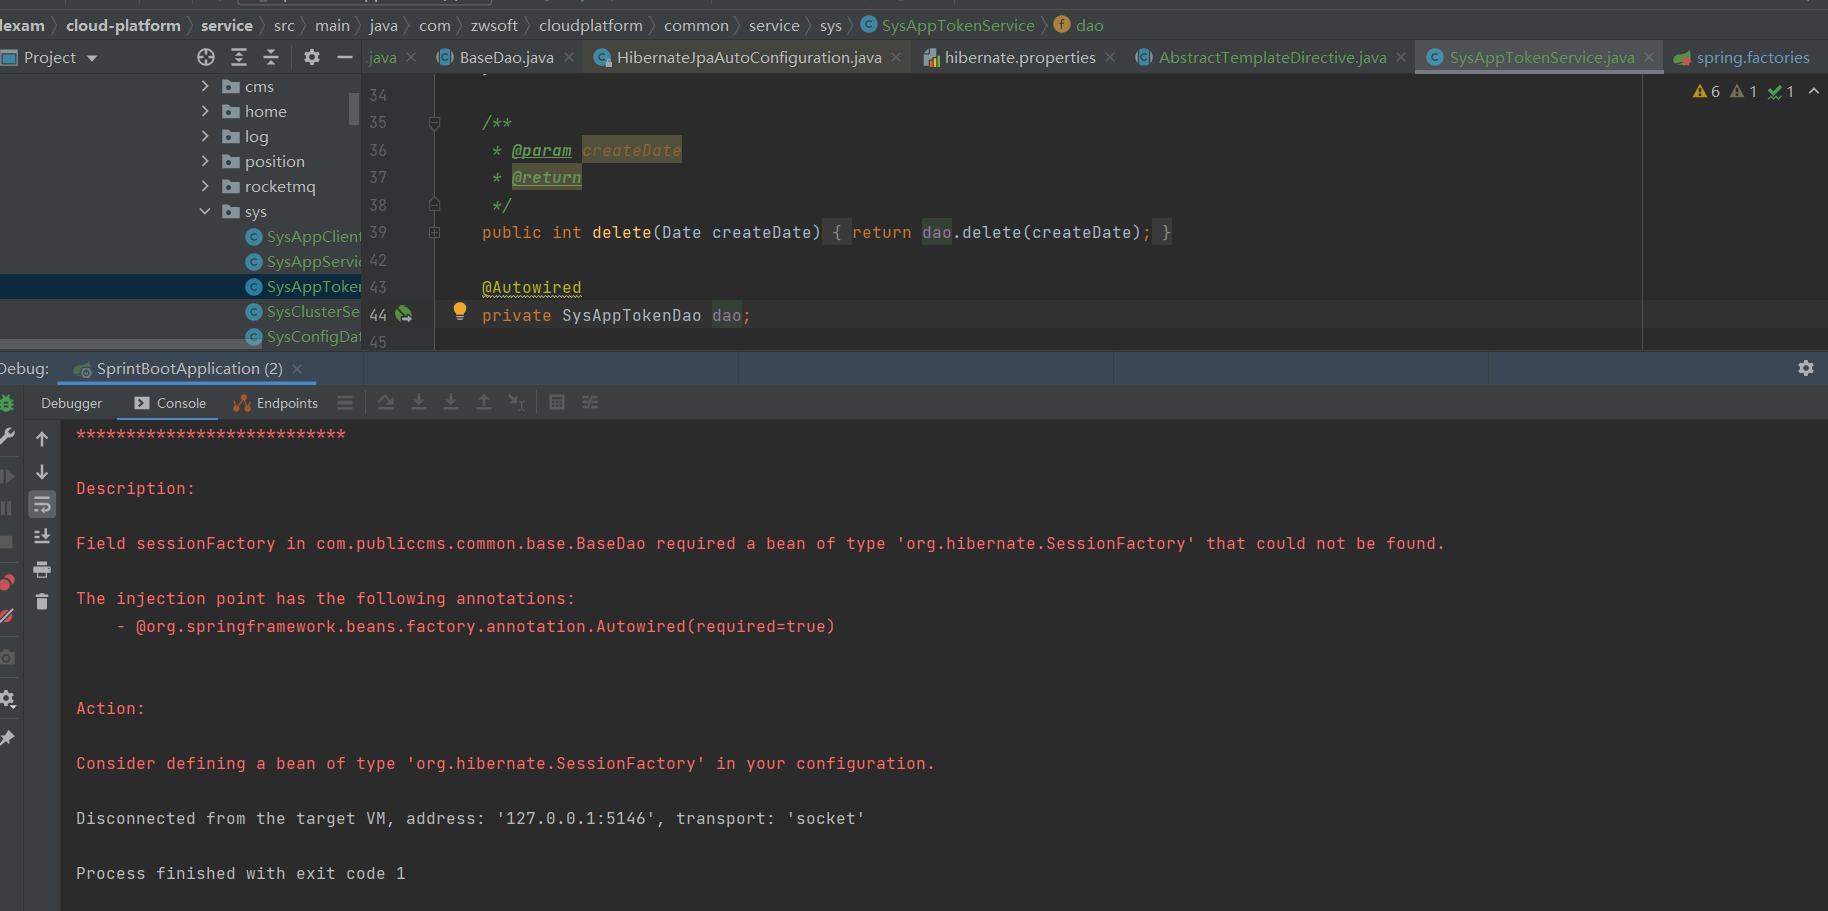 lexam cloud-platform service src main java com zwsoft cloudplatform common service sys SysAppTokenService dao
Project
.java BaseDao.java HibernateJpaAutoConfiguration.java hibernate.properties AbstractTemplateDirective.java SysAppTokenService.java spring.factories
cms
home
log
position
rocketmq
sys
SysAppClient
SysAppServic
SysAppToken
SysClusterSe
SysConfigDat
6 1 1
34
35 /**
36 * @param createDate
37 * @return
38 */
39 public int delete(Date createDate) { return dao.delete(createDate); }
42
43 @Autowired
44 private SysAppTokenDao dao;
45
Debug: SprintBootApplication (2)
Debugger Console Endpoints
***************************
Description:
Field sessionFactory in com.publiccms.common.base.BaseDao required a bean of type 'org.hibernate.SessionFactory' that could not be found.
The injection point has the following annotations:
- @org.springframework.beans.factory.annotation.Autowired(required=true)
Action:
Consider defining a bean of type 'org.hibernate.SessionFactory' in your configuration.
Disconnected from the target VM, address: '127.0.0.1:5146', transport: 'socket'
Process finished with exit code 1